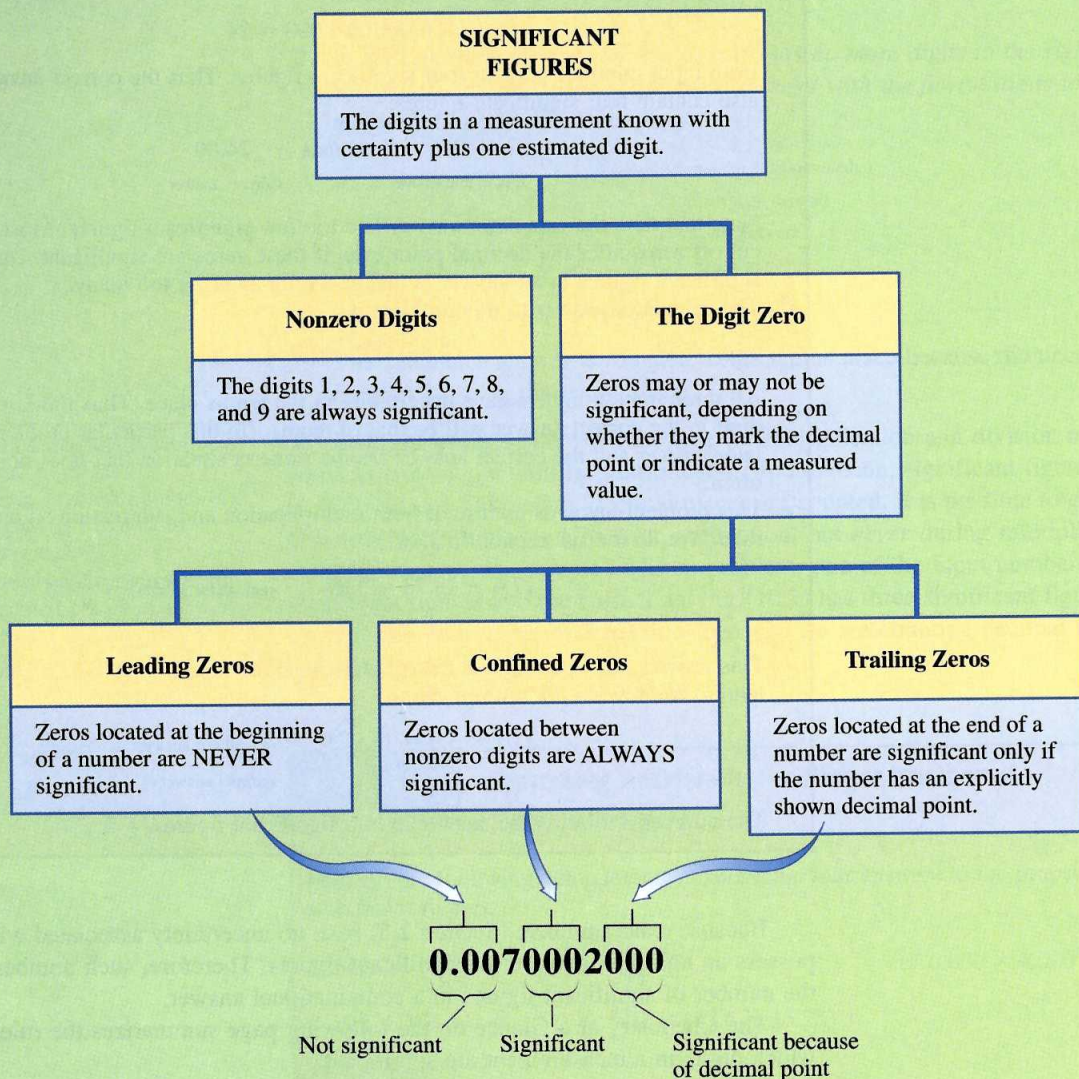 SIGNIFICANT
FIGURES
The digits in a measurement known with
certainty plus one estimated digit.
Nonzero Digits
The digits 1, 2, 3, 4, 5, 6, 7, 8,
and 9 are always significant.
The Digit Zero
Zeros may or may not be
significant, depending on
whether they mark the decimal
point or indicate a measured
value.
Leading Zeros
Zeros located at the beginning
of a number are NEVER
significant.
Confined Zeros
Zeros located between
nonzero digits are ALWAYS
significant.
Trailing Zeros
Zeros located at the end of a
number are significant only if
the number has an explicitly
shown decimal point.
0.0070002000
Not significant
Significant
Significant because
of decimal point